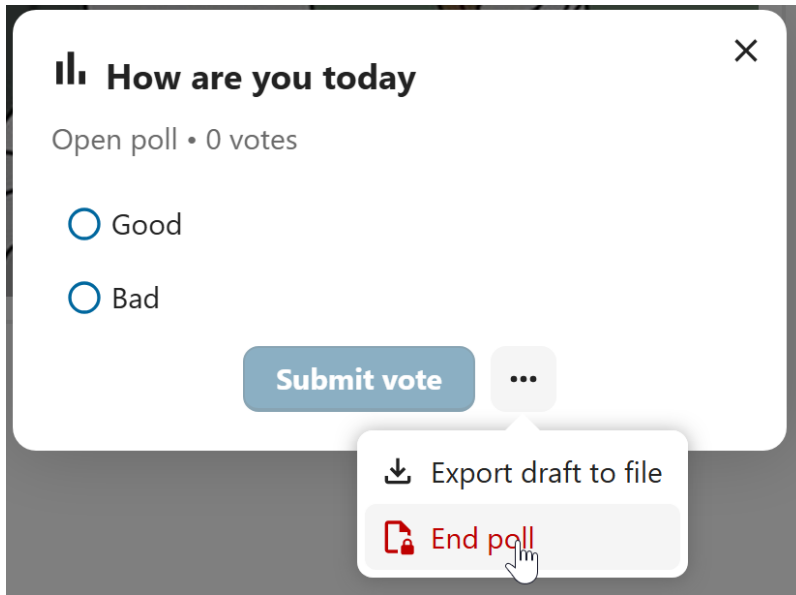 How are you today
Open poll • 0 votes
Good
Bad
Submit vote
Export draft to file
End poll